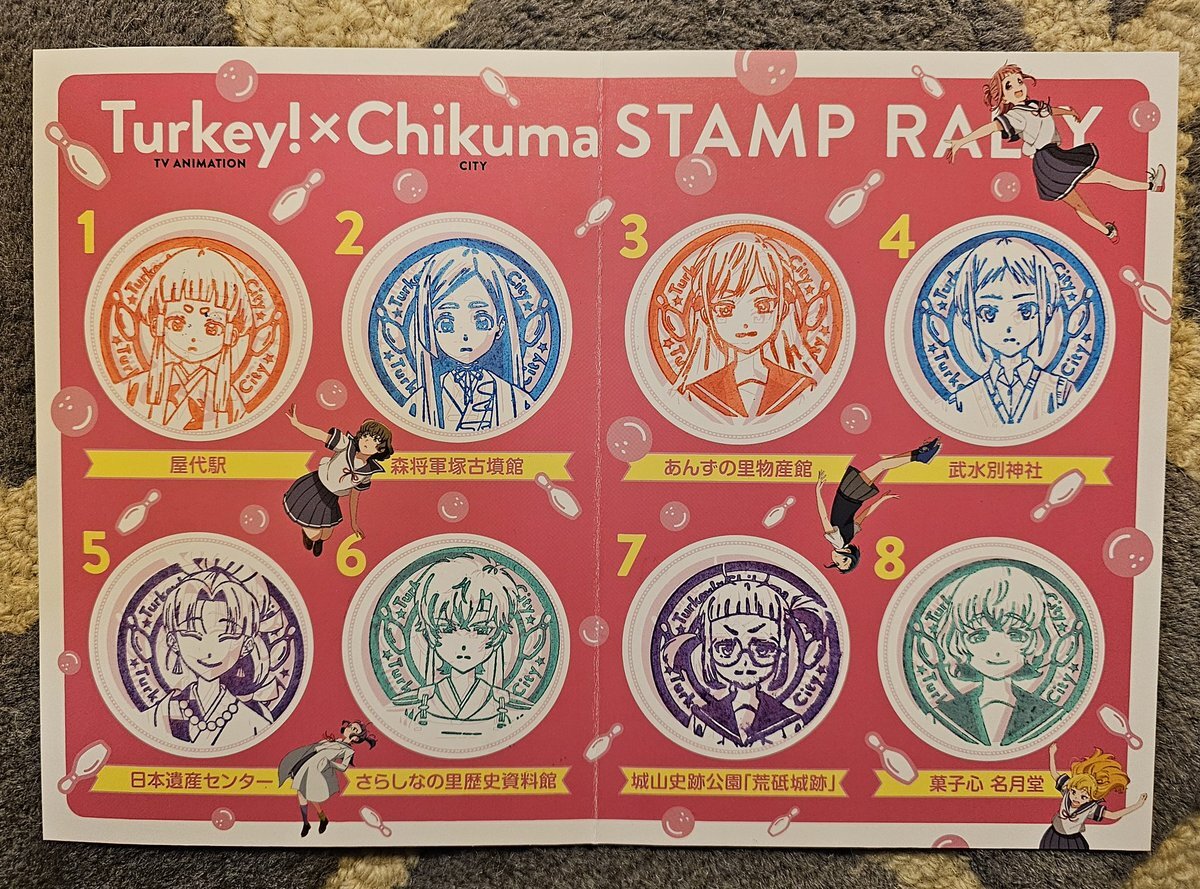 Turkey!×Chikuma STAMP RALLY
TV ANIMATION
CITY
1
2
3
4
屋代駅
森将軍塚古墳館
あんずの里物産館
武水別神社
5
6
7
8
日本遺産センター
さらしなの里歴史資料館
城山史跡公園「荒砥城跡」
菓子心 名月堂